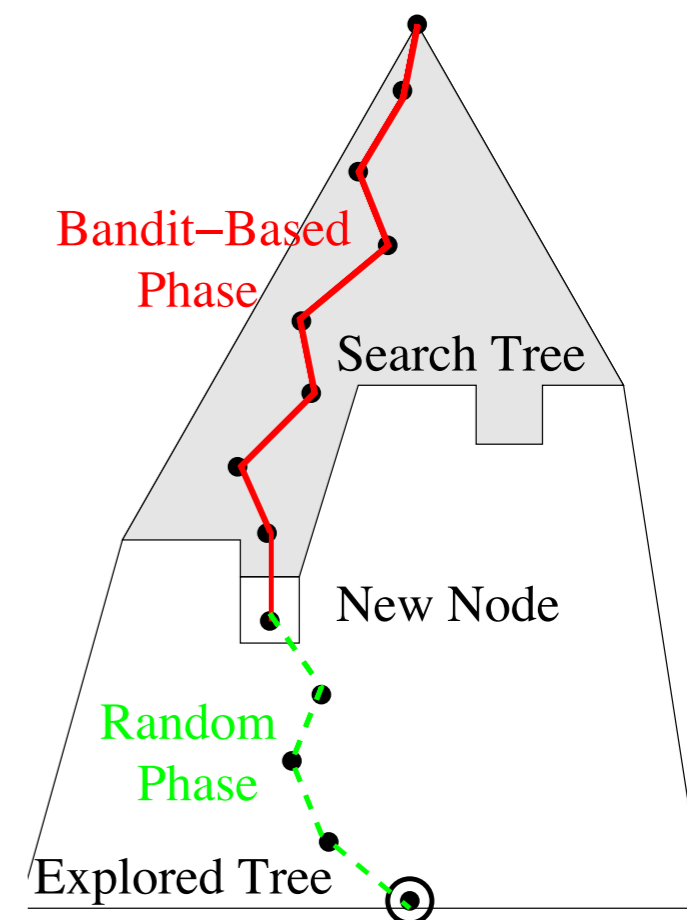 Bandit−Based
Phase
Search Tree
New Node
Random
Phase
Explored Tree